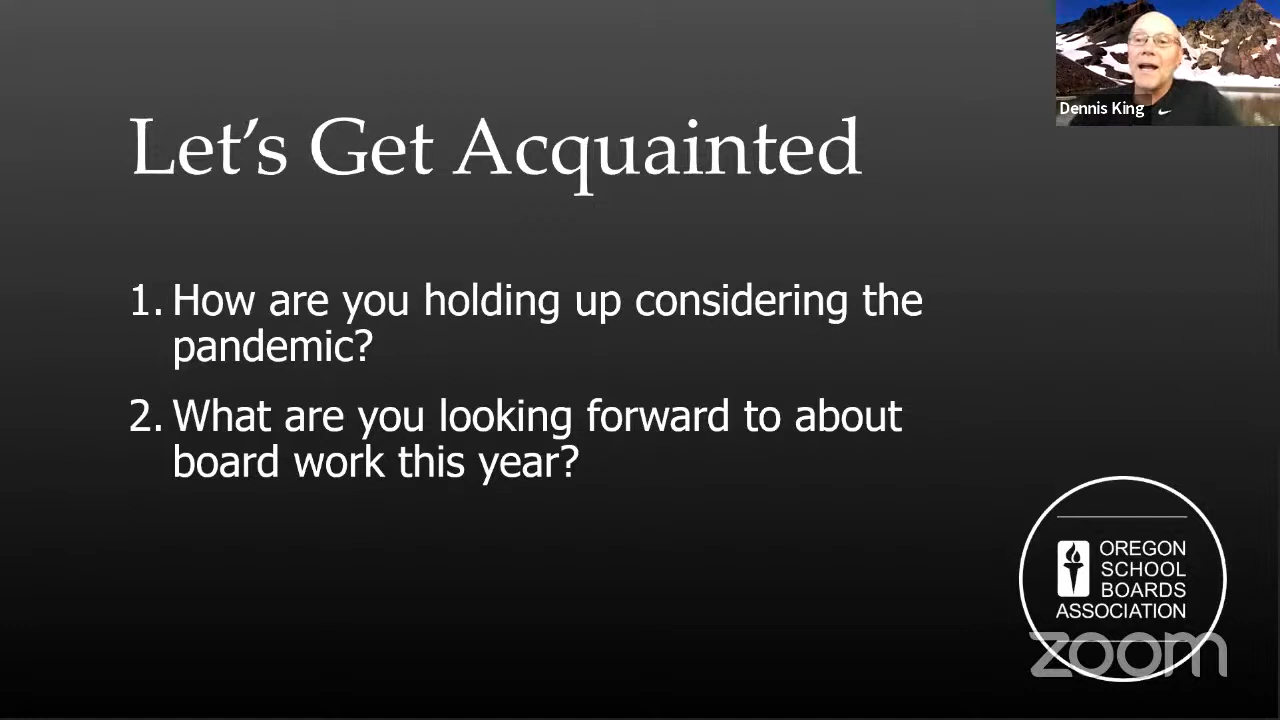 Dennis King
Let's Get Acquainted
1. How are you holding up considering the
pandemic?
2. What are you looking forward to about
board work this year?
OREGON
SCHOOL
BOARDS
ASSOCIATION
zoom